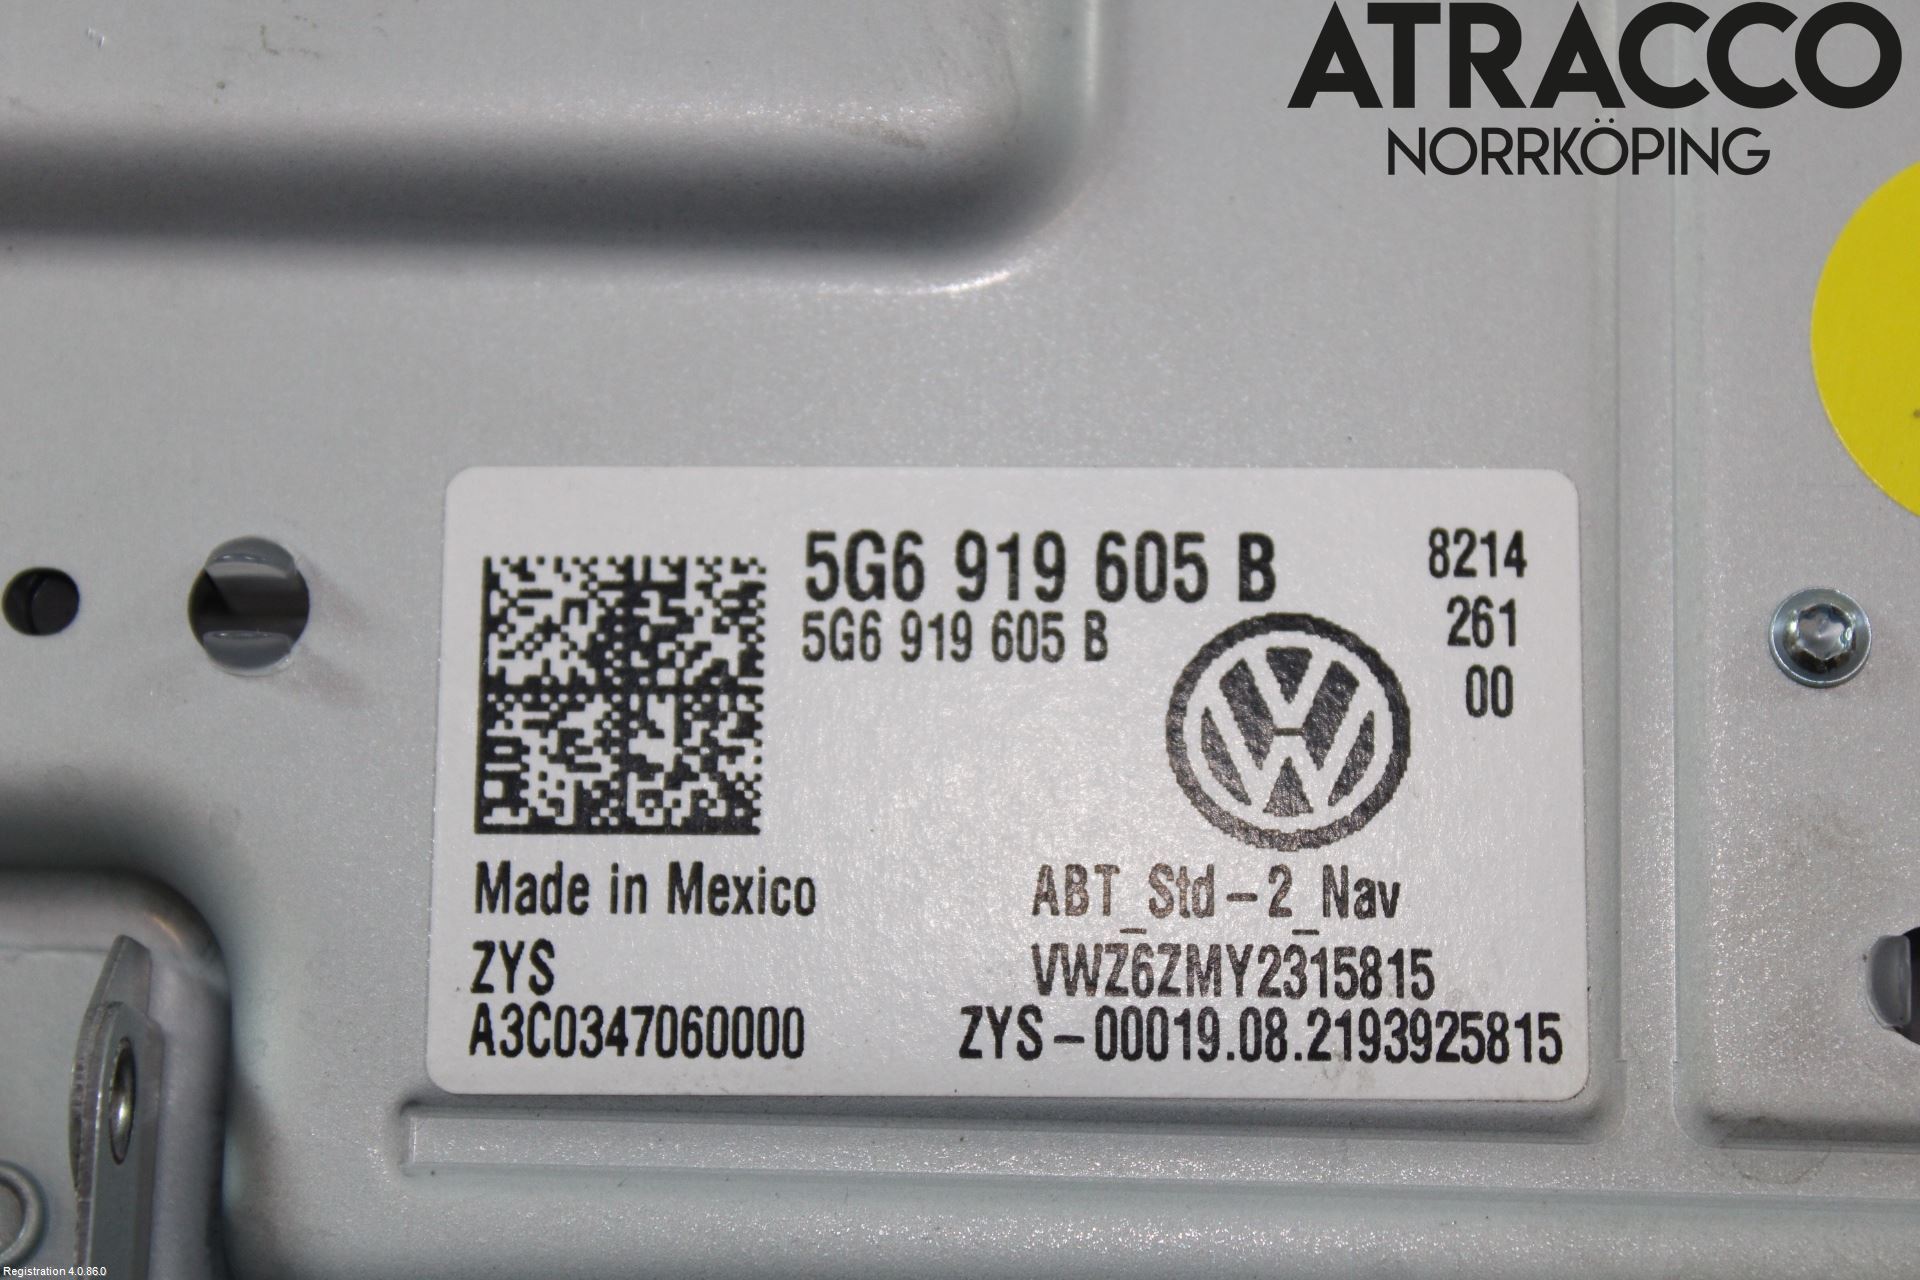 ATRACCO
NORRKÖPING
5G6 919 605 B
5G6 919 605 B
8214
261
00
Made in Mexico
ZYS
A3C0347060000
ABT_Std-2_Nav
VWZ6ZMY2315815
ZYS-00019.08.2193925815
Registration 4.0.86.0